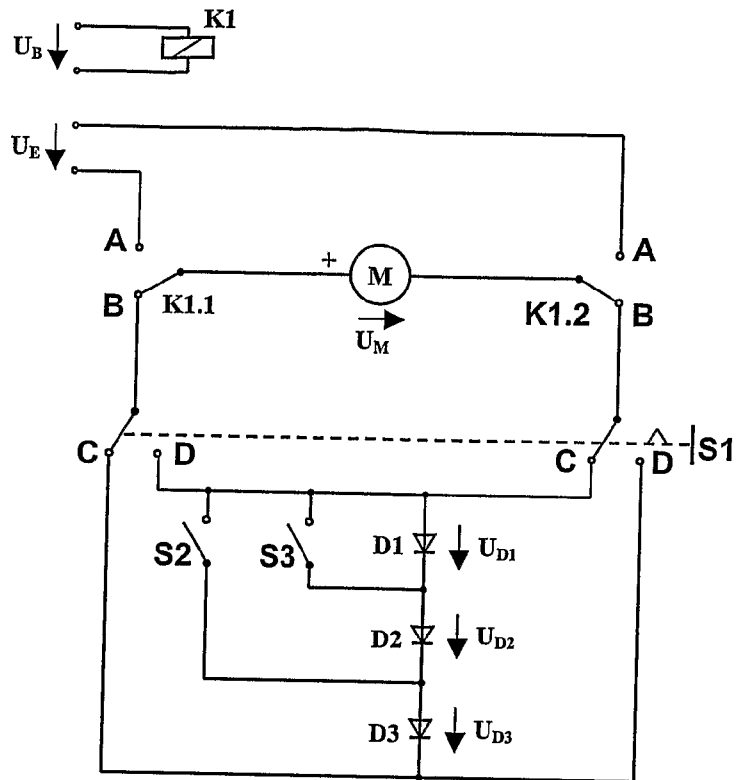 K1
U_B
U_E
A
A
+
M
B
K1.1
U_M
K1.2
B
C
D
C
D
S1
S2
S3
D1
U_D1
D2
U_D2
D3
U_D3